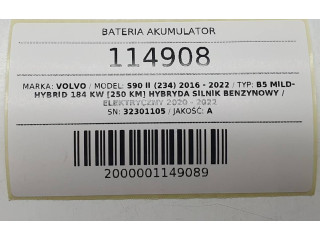 BATERIA AKUMULATOR
114908
MARKA: VOLVO / MODEL: S90 II (234) 2016 - 2022 / TYP: B5 MILD-
HYBRID 184 KW [250 KM] HYBRYDA SILNIK BENZYNOWY /
ELEKTRYCZNY 2020 - 2022
SN: 32301105 / JAKOŚĆ: A
2000001149089